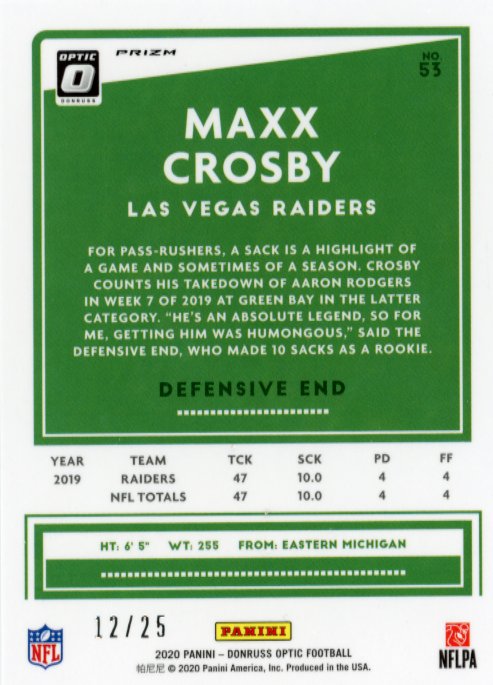 OPTIC
O
DONRUSS
PRIZM
NO.
53
MAXX
CROSBY
LAS VEGAS RAIDERS
FOR PASS-RUSHERS, A SACK IS A HIGHLIGHT OF
A GAME AND SOMETIMES OF A SEASON. CROSBY
COUNTS HIS TAKEDOWN OF AARON RODGERS
IN WEEK 7 OF 2019 AT GREEN BAY IN THE LATTER
CATEGORY. “HE’S AN ABSOLUTE LEGEND, SO FOR
ME, GETTING HIM WAS HUMONGOUS,” SAID THE
DEFENSIVE END, WHO MADE 10 SACKS AS A ROOKIE.
DEFENSIVE END
YEAR TEAM TCK SCK PD FF
2019 RAIDERS 47 10.0 4 4
NFL TOTALS 47 10.0 4 4
HT: 6' 5" WT: 255 FROM: EASTERN MICHIGAN
12/25
PANINI
NFL
NFLPA
2020 PANINI – DONRUSS OPTIC FOOTBALL
帕尼尼 © 2020 Panini America, Inc. Produced in the USA.